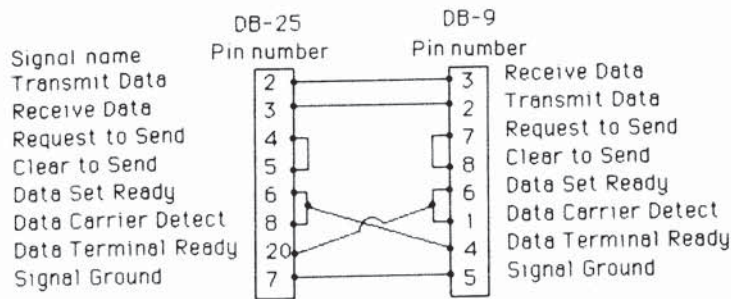 DB-25 DB-9
Pin number Pin number
Signal name
Transmit Data 2 3 Receive Data
Receive Data 3 2 Transmit Data
Request to Send 4 7 Request to Send
Clear to Send 5 8 Clear to Send
Data Set Ready 6 6 Data Set Ready
Data Carrier Detect 8 1 Data Carrier Detect
Data Terminal Ready 20 4 Data Terminal Ready
Signal Ground 7 5 Signal Ground